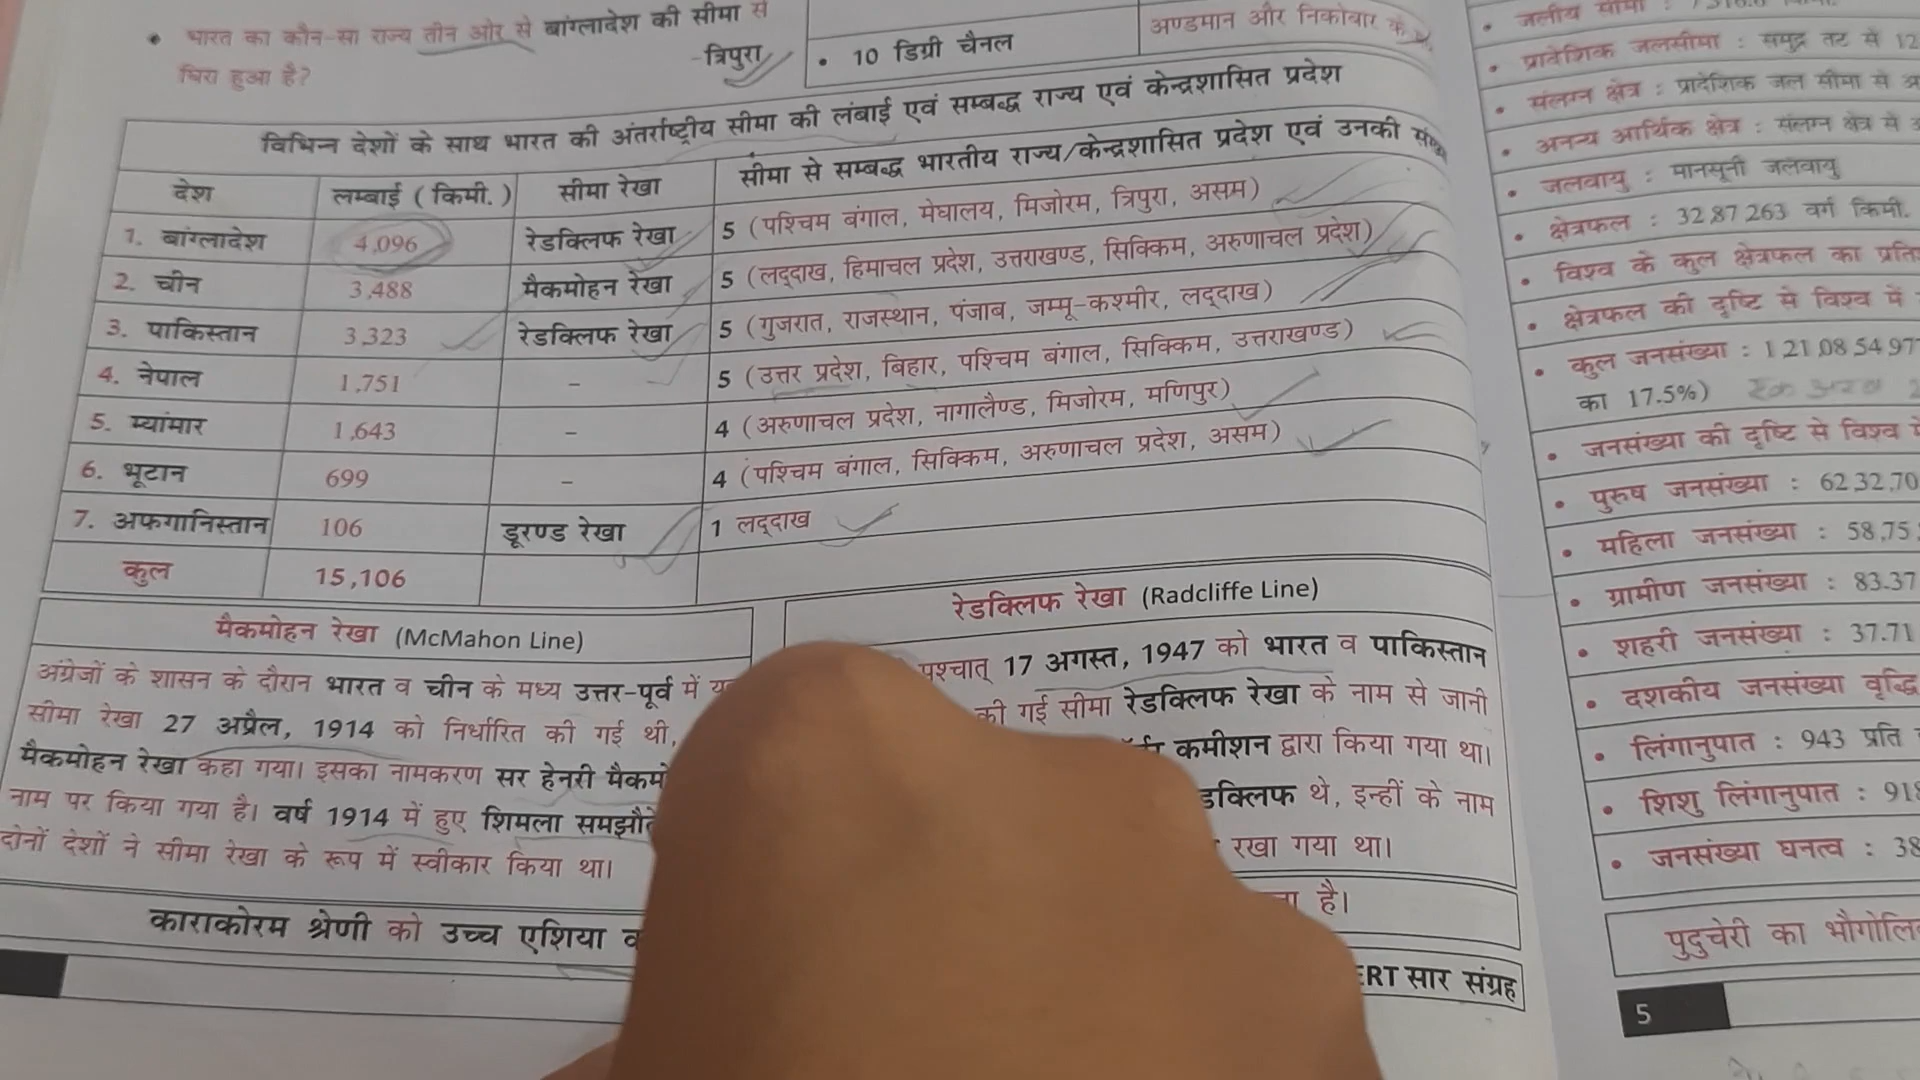 • भारत का कौन-सा राज्य तीन ओर से बांग्लादेश की सीमा से
घिरा हुआ है?
-त्रिपुरा
• 10 डिग्री चैनल
अण्डमान और निकोबार के
विभिन्न देशों के साथ भारत की अंतर्राष्ट्रीय सीमा की लंबाई एवं सम्बद्ध राज्य एवं केन्द्रशासित प्रदेश
देश लम्बाई (किमी.) सीमा रेखा सीमा से सम्बद्ध भारतीय राज्य/केन्द्रशासित प्रदेश एवं उनकी
1. बांग्लादेश 4,096 रेडक्लिफ रेखा 5 (पश्चिम बंगाल, मेघालय, मिजोरम, त्रिपुरा, असम)
2. चीन 3,488 मैकमोहन रेखा 5 (लद्दाख, हिमाचल प्रदेश, उत्तराखण्ड, सिक्किम, अरुणाचल प्रदेश)
3. पाकिस्तान 3,323 रेडक्लिफ रेखा 5 (गुजरात, राजस्थान, पंजाब, जम्मू-कश्मीर, लद्दाख)
4. नेपाल 1,751 – 5 (उत्तर प्रदेश, बिहार, पश्चिम बंगाल, सिक्किम, उत्तराखण्ड)
5. म्यांमार 1,643 – 4 (अरुणाचल प्रदेश, नागालैण्ड, मिजोरम, मणिपुर)
6. भूटान 699 – 4 (पश्चिम बंगाल, सिक्किम, अरुणाचल प्रदेश, असम)
7. अफगानिस्तान 106 डूरण्ड रेखा 1 लद्दाख
कुल 15,106
मैकमोहन रेखा (McMahon Line)
अंग्रेजों के शासन के दौरान भारत व चीन के मध्य उत्तर-पूर्व में
सीमा रेखा 27 अप्रैल, 1914 को निर्धारित की गई थी,
मैकमोहन रेखा कहा गया। इसका नामकरण सर हेनरी
नाम पर किया गया है। वर्ष 1914 में हुए शिमला समझौते
दोनों देशों ने सीमा रेखा के रूप में स्वीकार किया था।
रेडक्लिफ रेखा (Radcliffe Line)
पश्चात् 17 अगस्त, 1947 को भारत व पाकिस्तान
की गई सीमा रेडक्लिफ रेखा के नाम से जानी
कमीशन द्वारा किया गया था।
डक्लिफ थे, इन्हीं के नाम
रखा गया था।
काराकोरम श्रेणी को उच्च एशिया
है।
ERT सार संग्रह
• जलीय सीमा :
• प्रादेशिक जलसीमा : समुद्र तट से 12
• संलग्न क्षेत्र : प्रादेशिक जल सीमा से
• अनन्य आर्थिक क्षेत्र : संलग्न क्षेत्र से
• जलवायु : मानसूनी जलवायु
• क्षेत्रफल : 32,87,263 वर्ग किमी.
• विश्व के कुल क्षेत्रफल का
• क्षेत्रफल की दृष्टि से विश्व में
• कुल जनसंख्या : 1,21,08,54,97
का 17.5%)
• जनसंख्या की दृष्टि से विश्व
• पुरुष जनसंख्या : 62,32,70
• महिला जनसंख्या : 58,75
• ग्रामीण जनसंख्या : 83.37
• शहरी जनसंख्या : 37.71
• दशकीय जनसंख्या वृद्धि
• लिंगानुपात : 943 प्रति
• शिशु लिंगानुपात : 918
• जनसंख्या घनत्व : 38
पुदुचेरी का
5